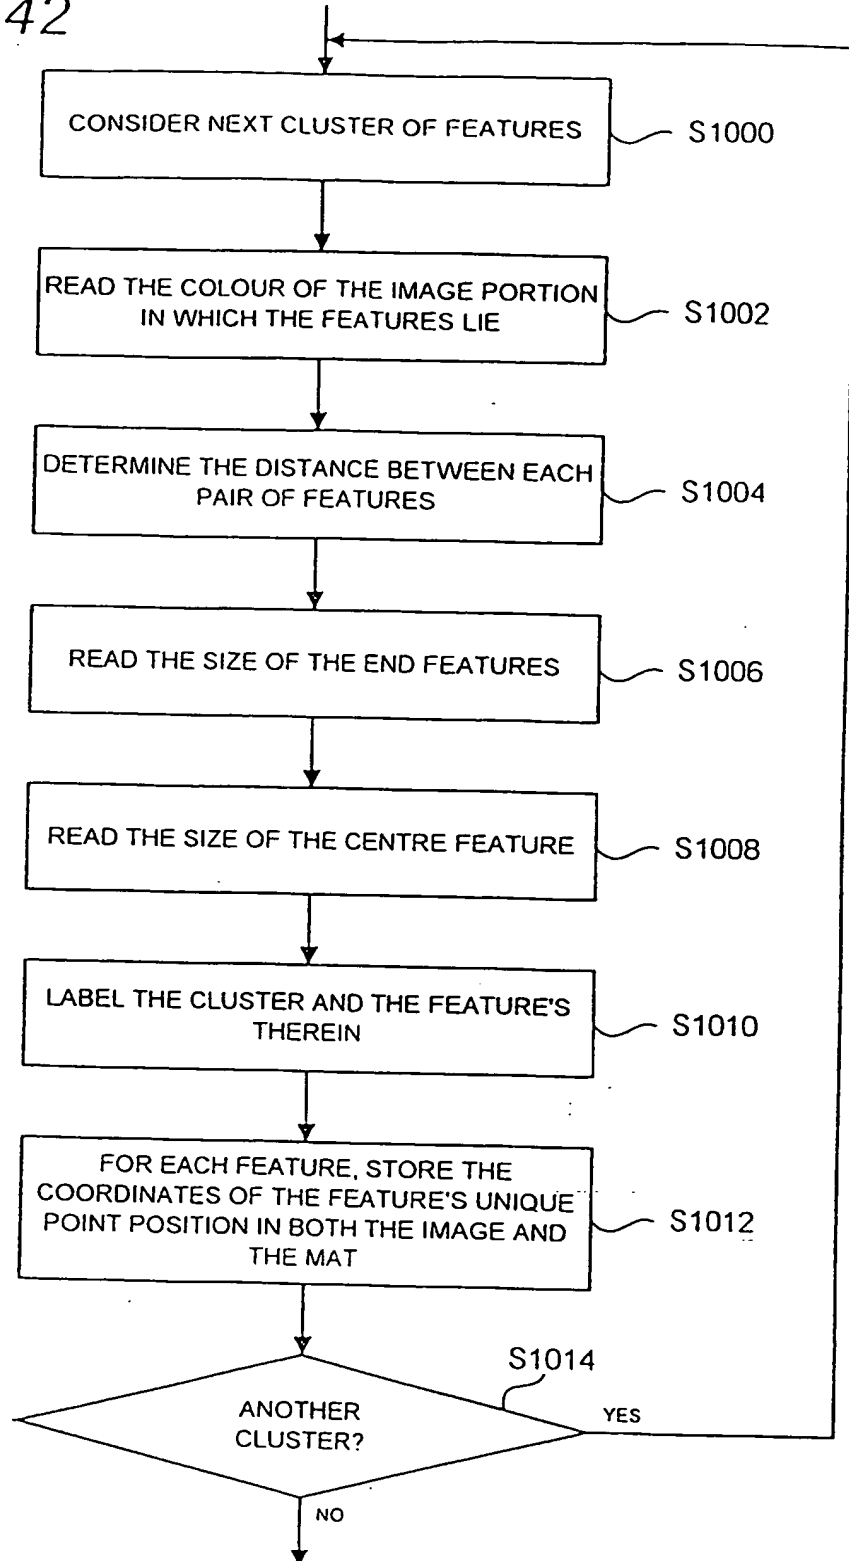 42
CONSIDER NEXT CLUSTER OF FEATURES
S1000
READ THE COLOUR OF THE IMAGE PORTION
IN WHICH THE FEATURES LIE
S1002
DETERMINE THE DISTANCE BETWEEN EACH
PAIR OF FEATURES
S1004
READ THE SIZE OF THE END FEATURES
S1006
READ THE SIZE OF THE CENTRE FEATURE
S1008
LABEL THE CLUSTER AND THE FEATURE'S
THEREIN
S1010
FOR EACH FEATURE, STORE THE
COORDINATES OF THE FEATURE'S UNIQUE
POINT POSITION IN BOTH THE IMAGE AND
THE MAT
S1012
S1014
ANOTHER
CLUSTER?
YES
NO